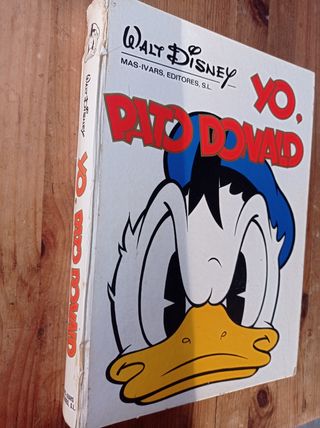 WALT DISNEY
MAS-IVARS, EDITORES, S.L.
YO,
PATO DONALD
WALT DISNEY
YO, PATO DONALD